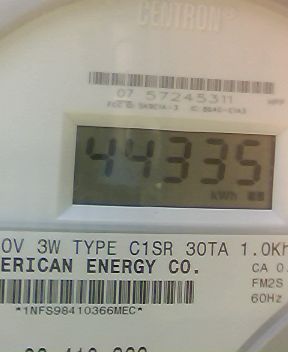 CENTRON®
07 57245311
44335
kWh
0V 3W TYPE C1SR 30TA 1.0Kh
ERICAN ENERGY CO.
CA 0.
FM2S
60Hz
*1NFS98410366MEC*